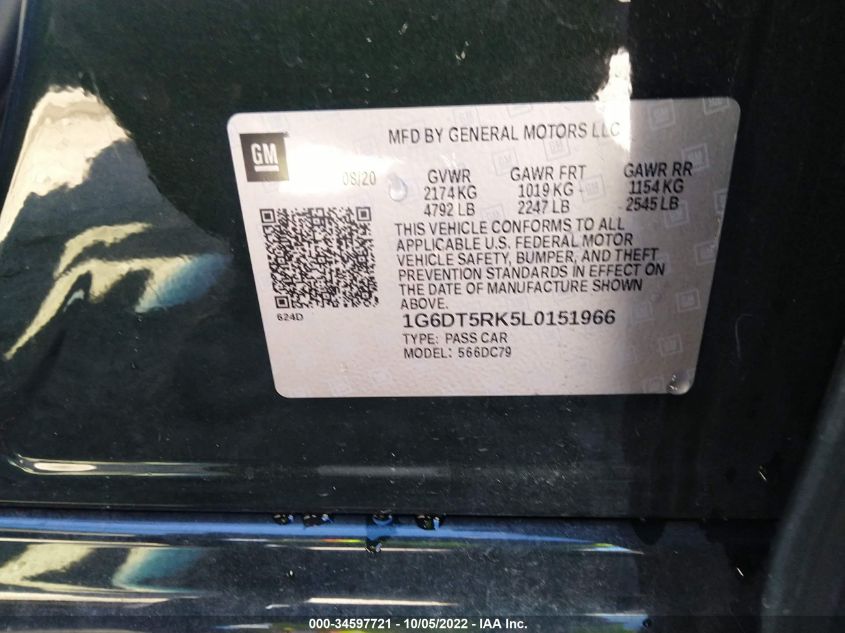 GM
MFD BY GENERAL MOTORS LLC
08/20
GVWR GAWR FRT GAWR RR
2174 KG 1019 KG 1154 KG
4792 LB 2247 LB 2545 LB
THIS VEHICLE CONFORMS TO ALL
APPLICABLE U.S. FEDERAL MOTOR
VEHICLE SAFETY, BUMPER, AND THEFT
PREVENTION STANDARDS IN EFFECT ON
THE DATE OF MANUFACTURE SHOWN
ABOVE.
624D
1G6DT5RK5L0151966
TYPE: PASS CAR
MODEL: 566DC79
000-34597721 - 10/05/2022 - IAA Inc.